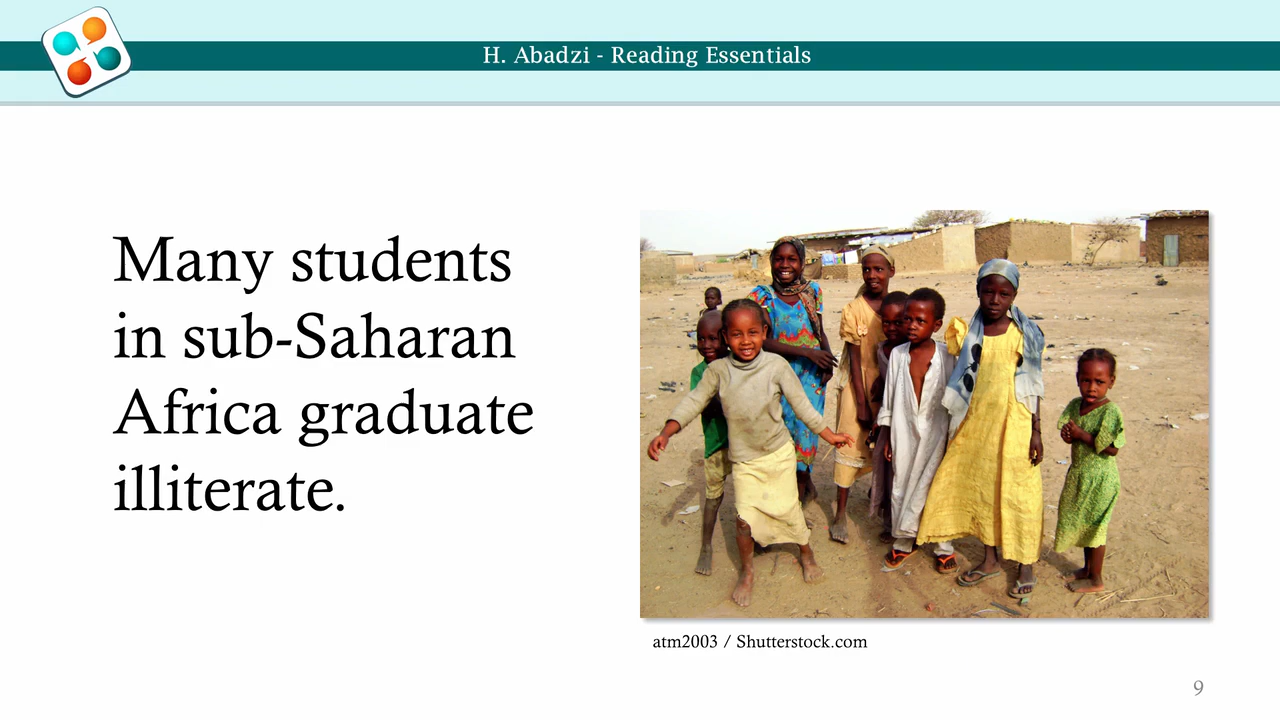 H. Abadzi - Reading Essentials
Many students
in sub-Saharan
Africa graduate
illiterate.
atm2003 / Shutterstock.com
9